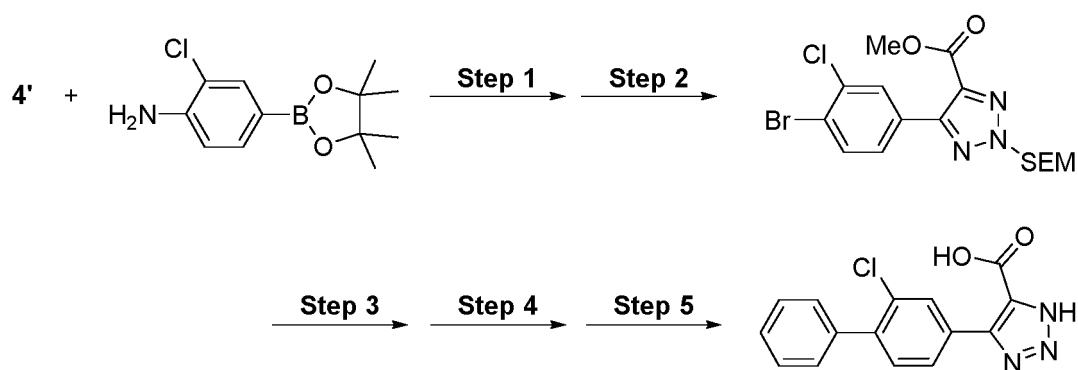 4' + Cl H₂N B O O Step 1 Step 2 MeO O Cl Br N N N SEM
Step 3 Step 4 Step 5 HO O Cl NH N N